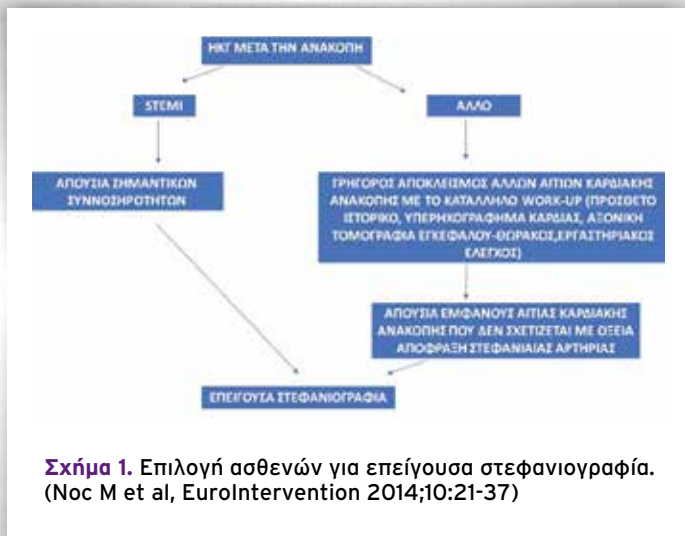 ΗΚΓ ΜΕΤΑ ΤΗΝ ΑΝΑΚΟΠΗ
STEMI
ΑΛΛΟ
ΑΠΟΥΣΙΑ ΣΗΜΑΝΤΙΚΩΝ
ΣΥΝΝΟΣΗΡΟΤΗΤΩΝ
ΓΡΗΓΟΡΟΣ ΑΠΟΚΛΕΙΣΜΟΣ ΑΛΛΩΝ ΑΙΤΙΩΝ ΚΑΡΔΙΑΚΗΣ
ΑΝΑΚΟΠΗΣ ΜΕ ΤΟ ΚΑΤΑΛΛΗΛΟ WORK-UP (ΠΡΟΣΘΕΤΟ
ΙΣΤΟΡΙΚΟ, ΥΠΕΡΗΧΟΓΡΑΦΗΜΑ ΚΑΡΔΙΑΣ, ΑΞΟΝΙΚΗ
ΤΟΜΟΓΡΑΦΙΑ ΕΓΚΕΦΑΛΟΥ-ΘΩΡΑΚΟΣ,ΕΡΓΑΣΤΗΡΙΑΚΟΣ
ΕΛΕΓΧΟΣ)
ΑΠΟΥΣΙΑ ΕΜΦΑΝΟΥΣ ΑΙΤΙΑΣ ΚΑΡΔΙΑΚΗΣ
ΑΝΑΚΟΠΗΣ ΠΟΥ ΔΕΝ ΣΧΕΤΙΖΕΤΑΙ ΜΕ ΟΞΕΙΑ
ΑΠΟΦΡΑΞΗ ΣΤΕΦΑΝΙΑΙΑΣ ΑΡΤΗΡΙΑΣ
ΕΠΕΙΓΟΥΣΑ ΣΤΕΦΑΝΙΟΓΡΑΦΙΑ
Σχήμα 1. Επιλογή ασθενών για επείγουσα στεφανιογραφία.
(Noc M et al, EuroIntervention 2014;10:21-37)